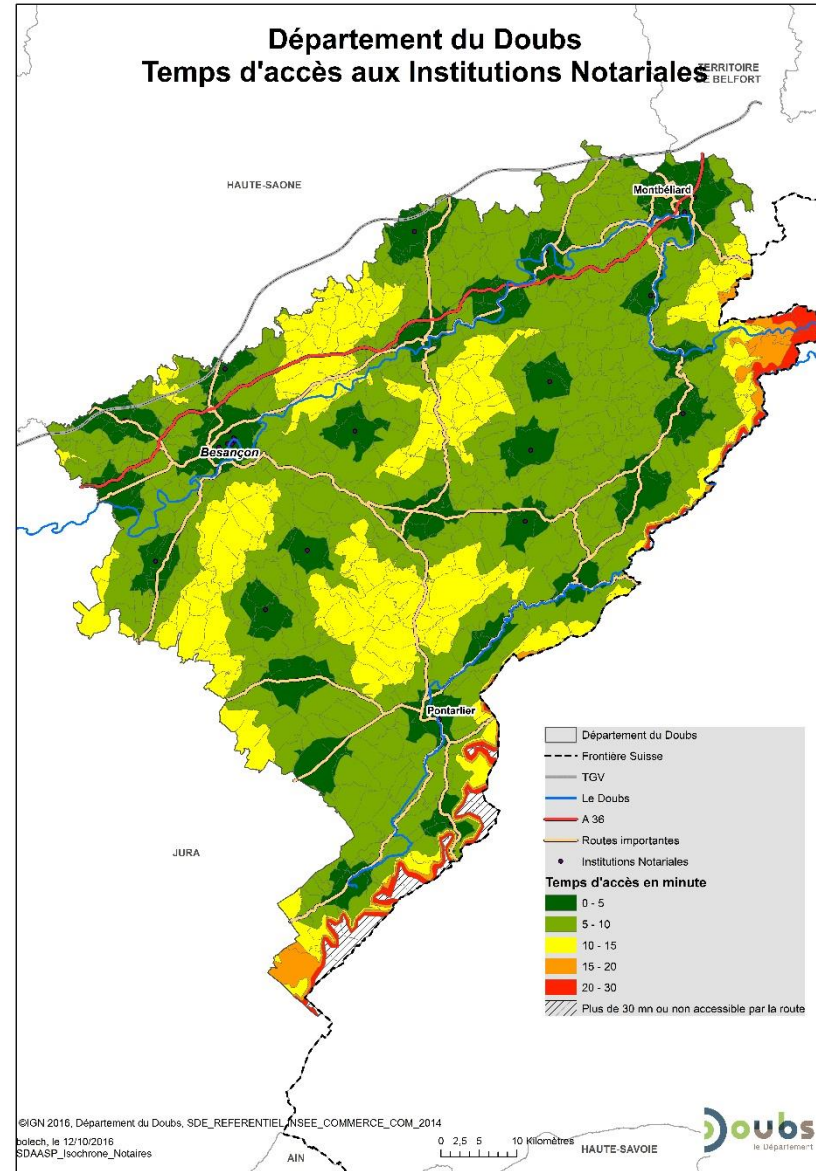 Département du Doubs
Temps d'accès aux Institutions Notariales
TERRITOIRE
DE BELFORT
HAUTE-SAONE
Montbéliard
Besançon
Pontarlier
JURA
Département du Doubs
Frontière Suisse
TGV
Le Doubs
A 36
Routes importantes
Institutions Notariales
Temps d'accès en minute
0 - 5
5 - 10
10 - 15
15 - 20
20 - 30
Plus de 30 mn ou non accessible par la route
©IGN 2016, Département du Doubs, SDE_REFERENTIEL_INSEE_COMMERCE_COM_2014
bolech, le 12/10/2016
SDAASP_Isochrone_Notaires
AIN
0 2,5 5 10 Kilomètres
HAUTE-SAVOIE
Doubs
le Département